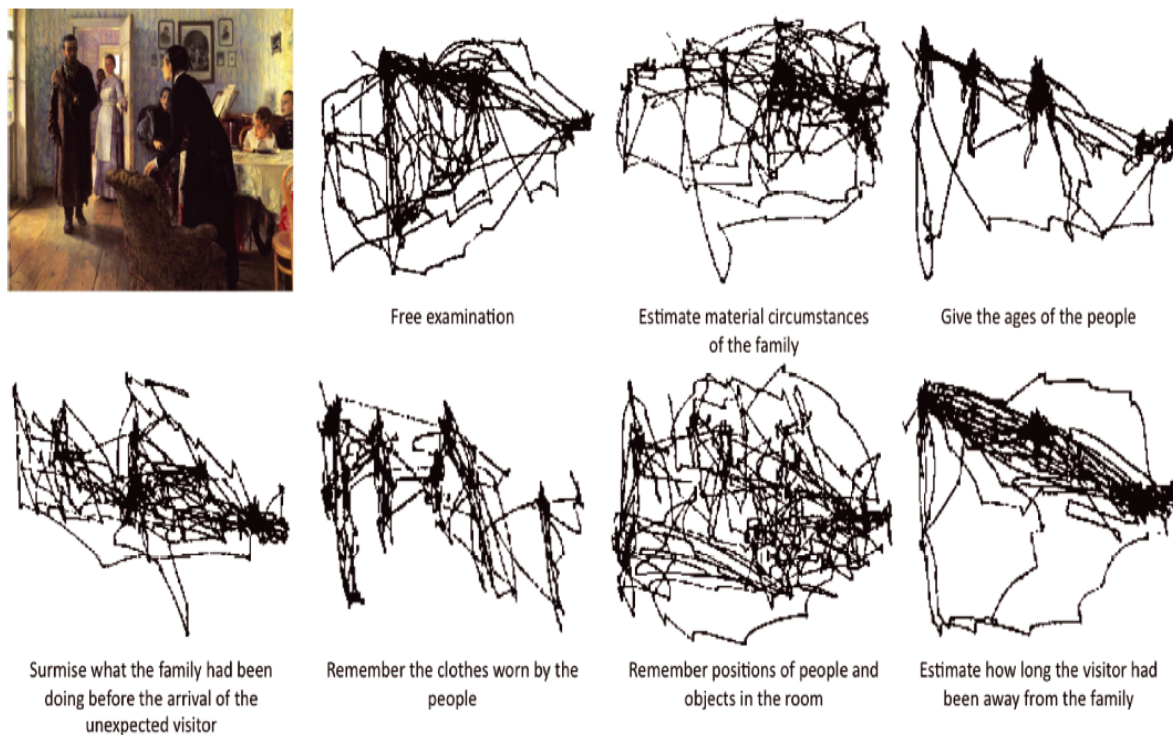 Free examination
Estimate material circumstances
of the family
Give the ages of the people
Surmise what the family had been
doing before the arrival of the
unexpected visitor
Remember the clothes worn by the
people
Remember positions of people and
objects in the room
Estimate how long the visitor had
been away from the family